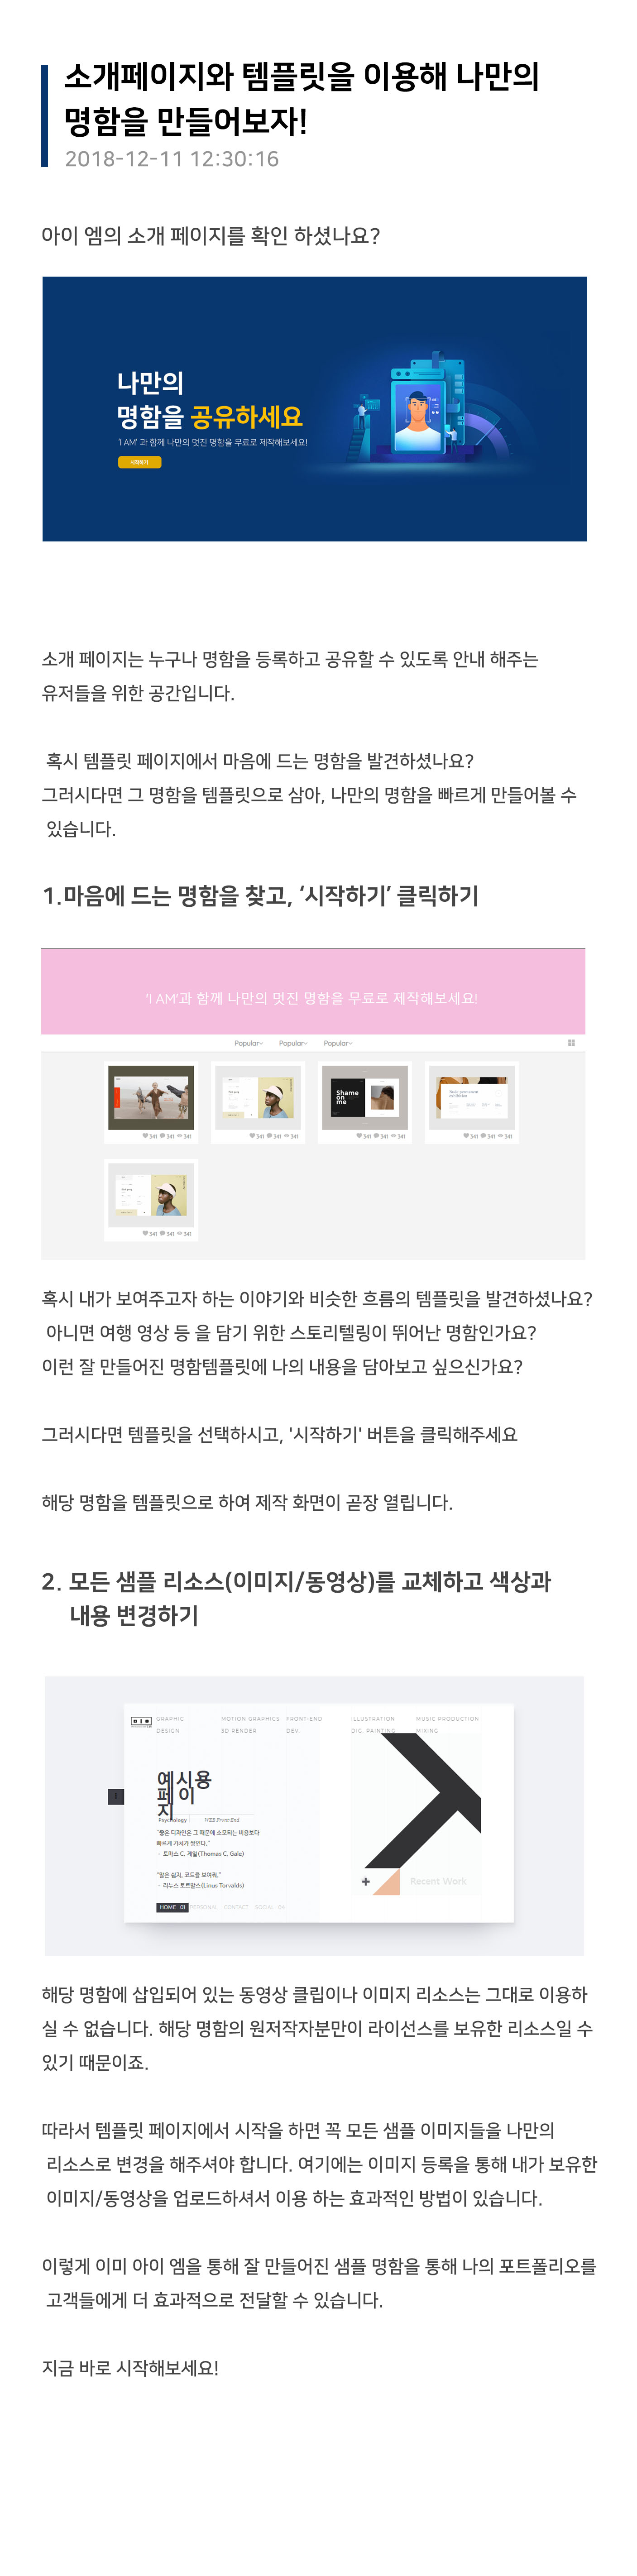 소개페이지와 템플릿을 이용해 나만의
명함을 만들어보자!
2018-12-11 12:30:16
아이 엠의 소개 페이지를 확인 하셨나요?
나만의
명함을 공유하세요
'I AM' 과 함께 나만의 멋진 명함을 무료로 제작해보세요!
시작하기
소개 페이지는 누구나 명함을 등록하고 공유할 수 있도록 안내 해주는
유저들을 위한 공간입니다.
혹시 템플릿 페이지에서 마음에 드는 명함을 발견하셨나요?
그러시다면 그 명함을 템플릿으로 삼아, 나만의 명함을 빠르게 만들어볼 수
있습니다.
1.마음에 드는 명함을 찾고, ‘시작하기’ 클릭하기
'I AM'과 함께 나만의 멋진 명함을 무료로 제작해보세요!
Popular Popular Popular
Shame
on
me
341 341 341 341 341 341 341 341 341 341 341 341
341 341 341
혹시 내가 보여주고자 하는 이야기와 비슷한 흐름의 템플릿을 발견하셨나요?
아니면 여행 영상 등 을 담기 위한 스토리텔링이 뛰어난 명함인가요?
이런 잘 만들어진 명함템플릿에 나의 내용을 담아보고 싶으신가요?
그러시다면 템플릿을 선택하시고, '시작하기' 버튼을 클릭해주세요
해당 명함을 템플릿으로 하여 제작 화면이 곧장 열립니다.
2. 모든 샘플 리소스(이미지/동영상)를 교체하고 색상과
내용 변경하기
GRAPHIC MOTION GRAPHICS FRONT-END ILLUSTRATION MUSIC PRODUCTION
DESIGN 3D RENDER DEV. DIG. PAINTING MIXING
예시용
페 이
지
Psychology WEB.Front-End
"좋은 디자인은 그 때문에 소모되는 비용보다
빠르게 가치가 쌓인다."
- 토마스 C, 게일(Thomas C, Gale)
"말은 쉽지, 코드를 보여줘."
- 리누스 토르발스(Linus Torvalds)
Recent Work
HOME 01 PERSONAL CONTACT SOCIAL 04
해당 명함에 삽입되어 있는 동영상 클립이나 이미지 리소스는 그대로 이용하
실 수 없습니다. 해당 명함의 원저작자분만이 라이선스를 보유한 리소스일 수
있기 때문이죠.
따라서 템플릿 페이지에서 시작을 하면 꼭 모든 샘플 이미지들을 나만의
리소스로 변경을 해주셔야 합니다. 여기에는 이미지 등록을 통해 내가 보유한
이미지/동영상을 업로드하셔서 이용 하는 효과적인 방법이 있습니다.
이렇게 이미 아이 엠을 통해 잘 만들어진 샘플 명함을 통해 나의 포트폴리오를
고객들에게 더 효과적으로 전달할 수 있습니다.
지금 바로 시작해보세요!